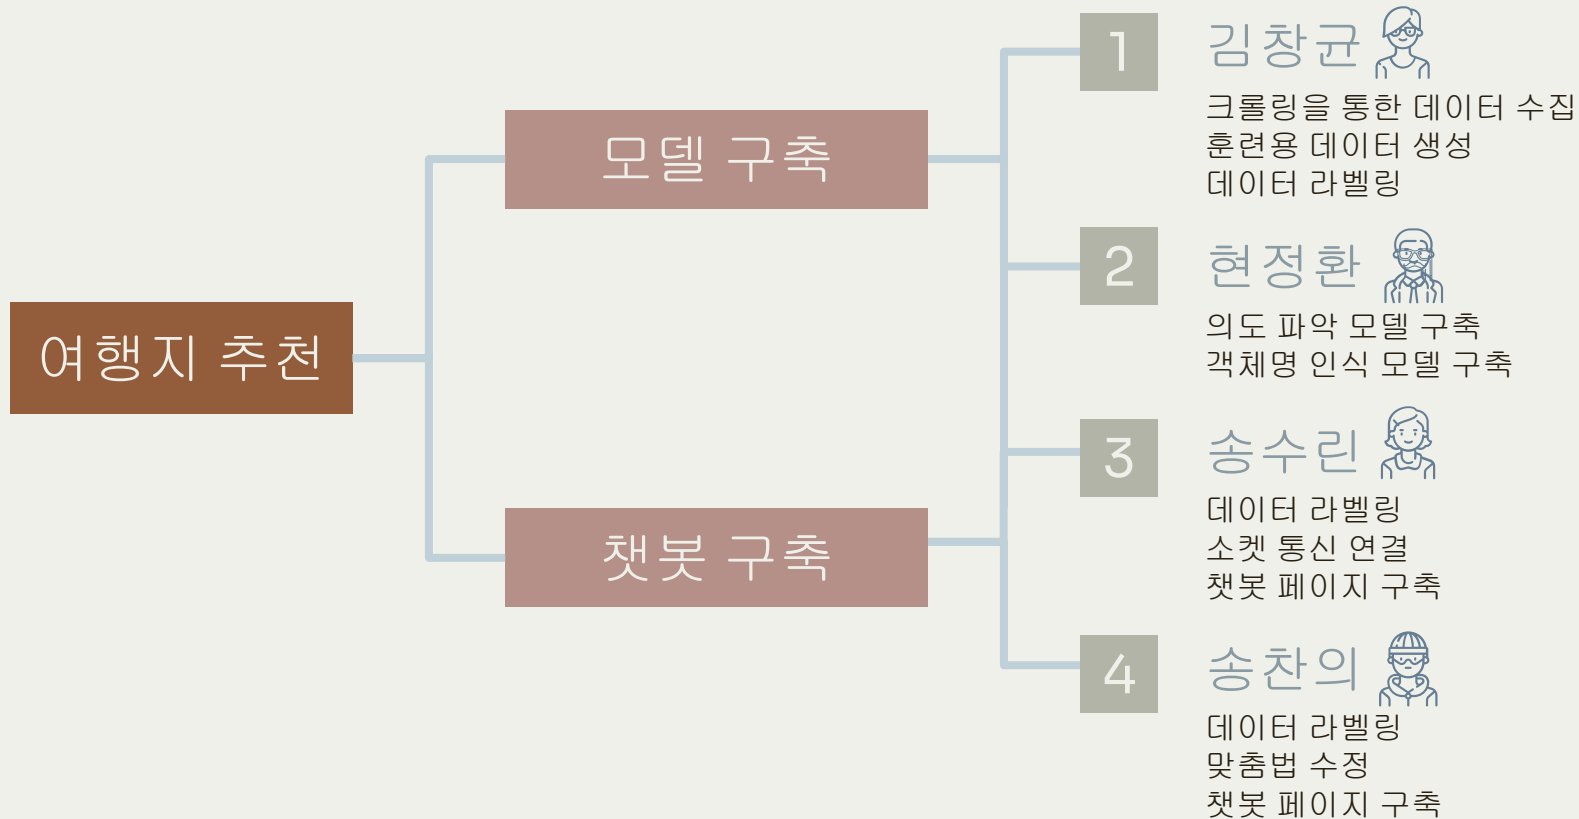 여행지 추천
모델 구축
챗봇 구축
1
김창균
크롤링을 통한 데이터 수집
훈련용 데이터 생성
데이터 라벨링
2
현정환
의도 파악 모델 구축
객체명 인식 모델 구축
3
송수린
데이터 라벨링
소켓 통신 연결
챗봇 페이지 구축
4
송찬의
데이터 라벨링
맞춤법 수정
챗봇 페이지 구축